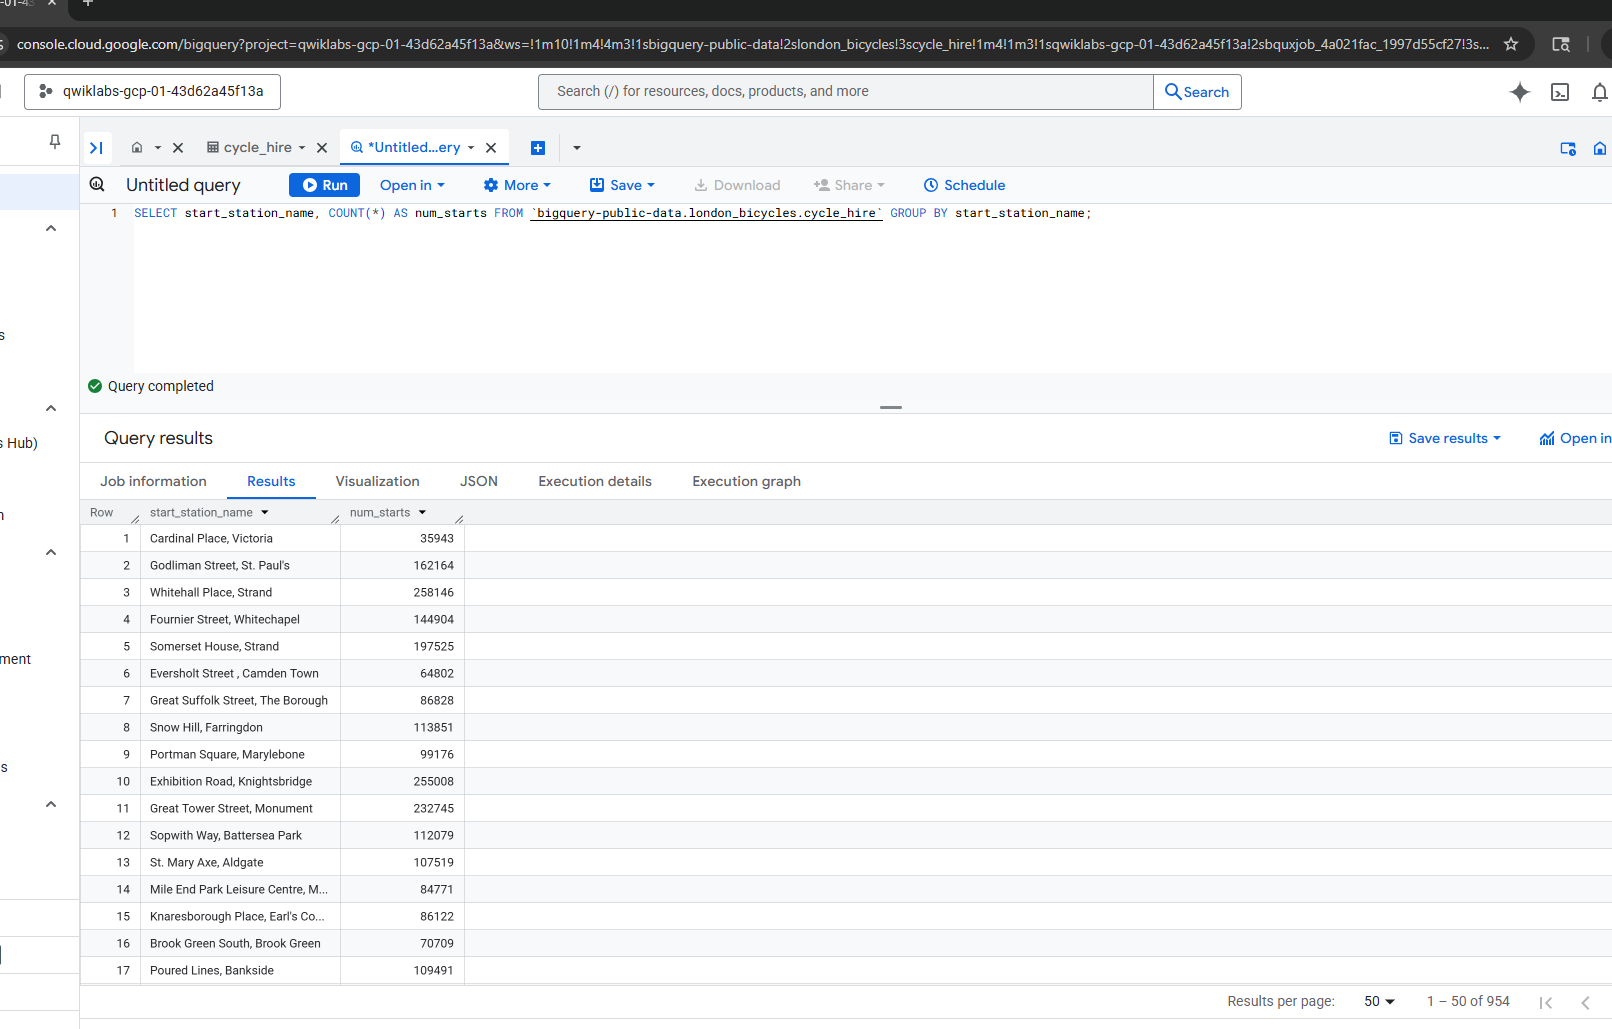 console.cloud.google.com/bigquery?project=qwiklabs-gcp-01-43d62a45f13a&ws=!1m10!1m4!4m3!1sbigquery-public-data!2slondon_bicycles!3scycle_hire!1m4!1m3!1sqwiklabs-gcp-01-43d62a45f13a!2sbquxjob_4a021fac_1997d55cf27!3s...
qwiklabs-gcp-01-43d62a45f13a
Search (/) for resources, docs, products, and more
Search
cycle_hire
*Untitled...ery
Untitled query
Run
Open in
More
Save
Download
Share
Schedule
1 SELECT start_station_name, COUNT(*) AS num_starts FROM `bigquery-public-data.london_bicycles.cycle_hire` GROUP BY start_station_name;
s
Query completed
s Hub)
Query results
Save results
Open in
Job information
Results
Visualization
JSON
Execution details
Execution graph
n
Row start_station_name num_starts
1 Cardinal Place, Victoria 35943
2 Godliman Street, St. Paul's 162164
3 Whitehall Place, Strand 258146
4 Fournier Street, Whitechapel 144904
5 Somerset House, Strand 197525
ment
6 Eversholt Street , Camden Town 64802
7 Great Suffolk Street, The Borough 86828
8 Snow Hill, Farringdon 113851
9 Portman Square, Marylebone 99176
s
10 Exhibition Road, Knightsbridge 255008
11 Great Tower Street, Monument 232745
12 Sopwith Way, Battersea Park 112079
13 St. Mary Axe, Aldgate 107519
14 Mile End Park Leisure Centre, M... 84771
15 Knaresborough Place, Earl's Co... 86122
16 Brook Green South, Brook Green 70709
17 Poured Lines, Bankside 109491
Results per page: 50 1 – 50 of 954